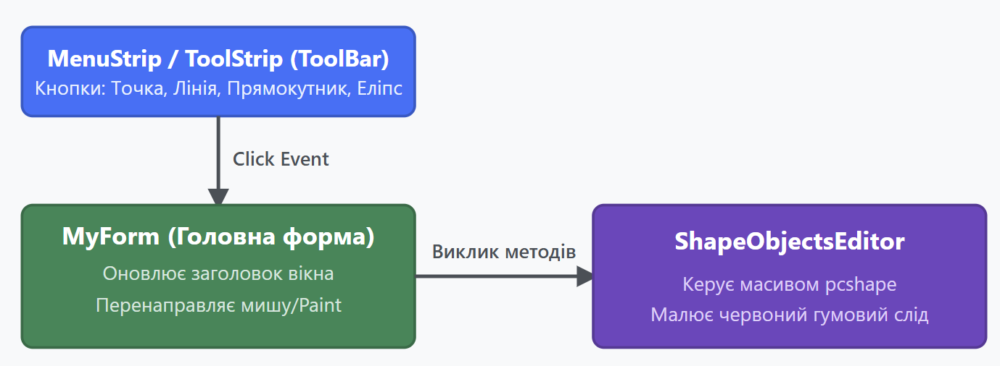 MenuStrip / ToolStrip (ToolBar)
Кнопки: Точка, Лінія, Прямокутник, Еліпс
Click Event
MyForm (Головна форма)
Оновлює заголовок вікна
Перенаправляє мишу/Paint
Виклик методів
ShapeObjectsEditor
Керує масивом pcshape
Малює червоний гумовий слід